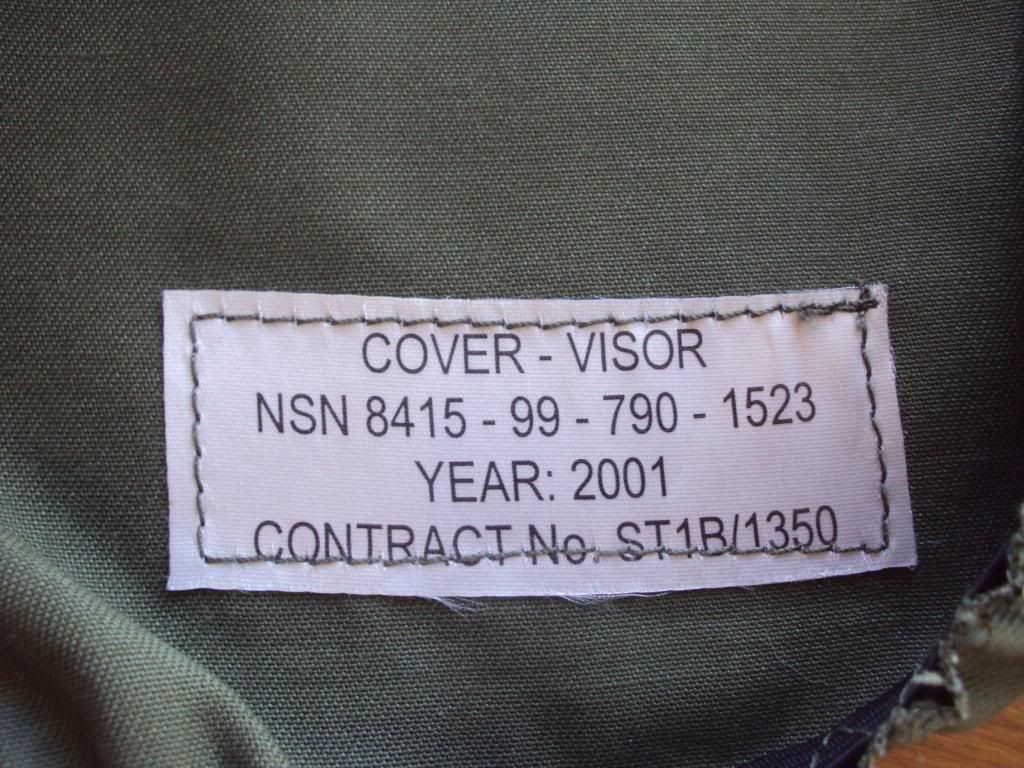 COVER - VISOR
NSN 8415 - 99 - 790 - 1523
YEAR: 2001
CONTRACT No. ST1B/1350